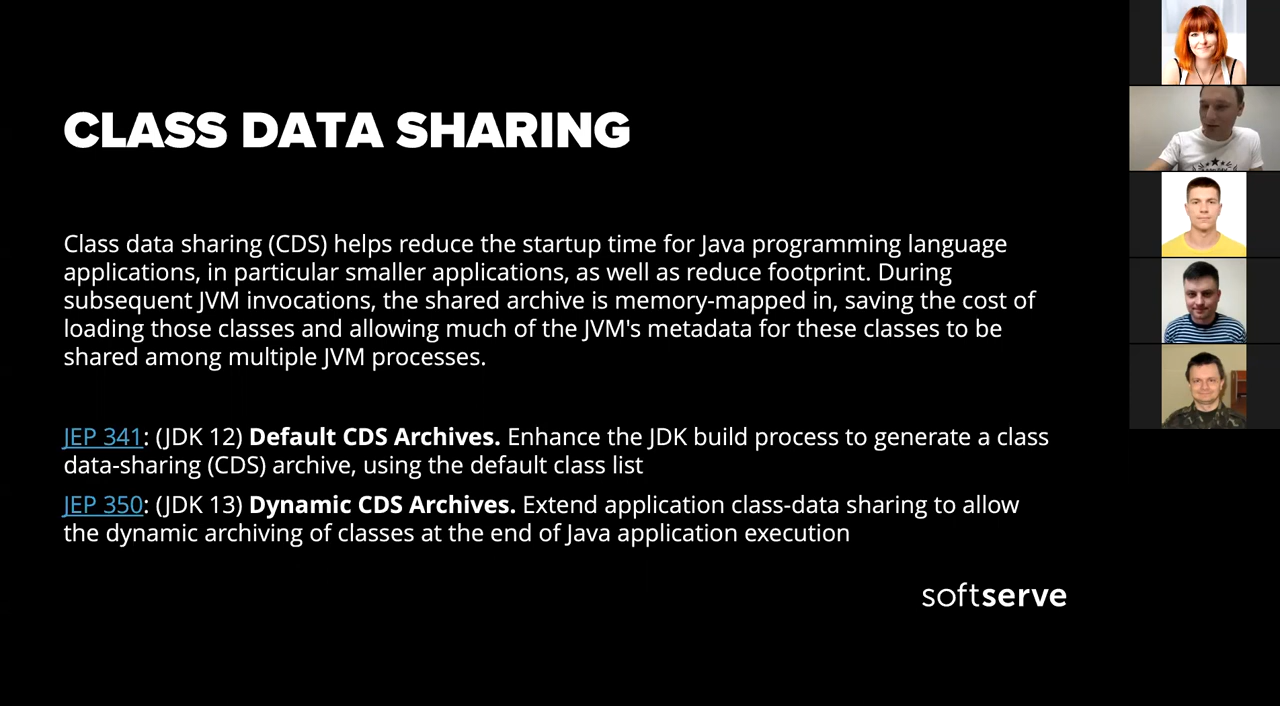 CLASS DATA SHARING
Class data sharing (CDS) helps reduce the startup time for Java programming language
applications, in particular smaller applications, as well as reduce footprint. During
subsequent JVM invocations, the shared archive is memory-mapped in, saving the cost of
loading those classes and allowing much of the JVM's metadata for these classes to be
shared among multiple JVM processes.
JEP 341: (JDK 12) Default CDS Archives. Enhance the JDK build process to generate a class
data-sharing (CDS) archive, using the default class list
JEP 350: (JDK 13) Dynamic CDS Archives. Extend application class-data sharing to allow
the dynamic archiving of classes at the end of Java application execution
softserve